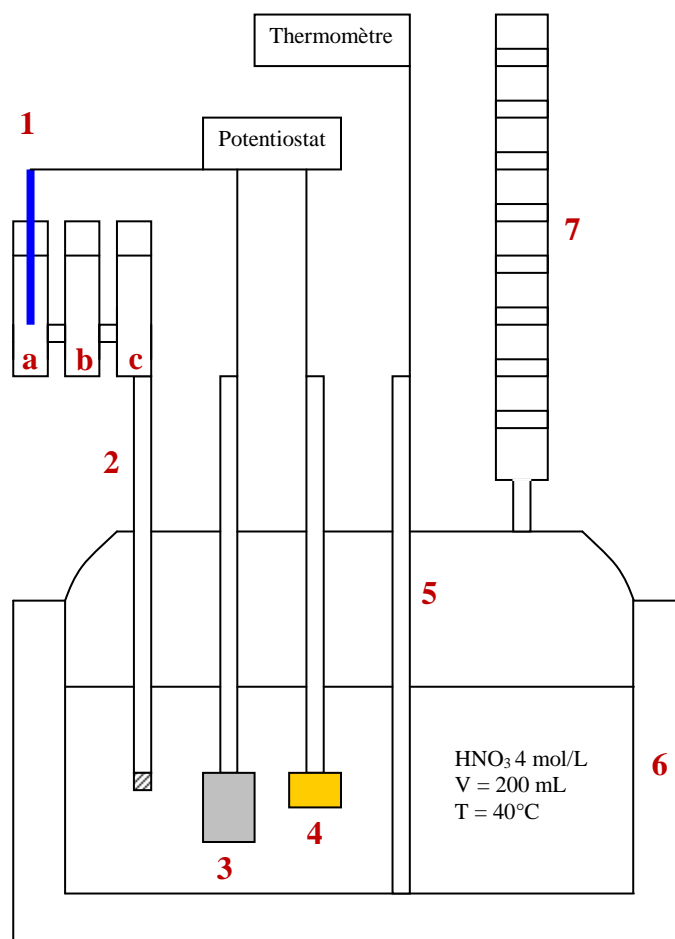 Thermomètre
1
Potentiostat
7
a b c
2
5
HNO₃ 4 mol/L
V = 200 mL
T = 40°C
6
4
3